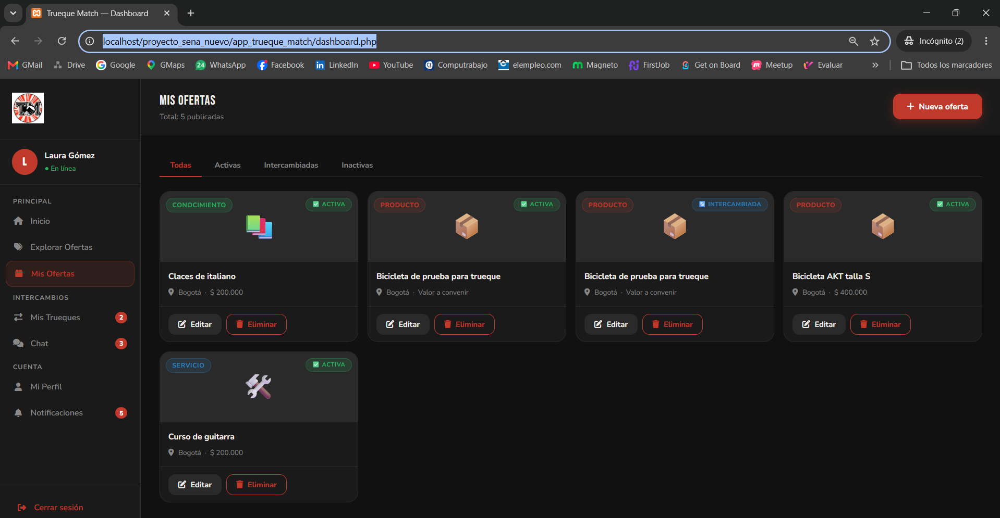 Trueque Match — Dashboard
localhost/proyecto_sena_nuevo/app_trueque_match/dashboard.php
Incógnito (2)
GMail
Drive
Google
GMaps
24
WhatsApp
Facebook
LinkedIn
YouTube
Computrabajo
elempleo.com
Magneto
FirstJob
Get on Board
Meetup
Evaluar
Todos los marcadores
TM
L
Laura Gómez
En línea
PRINCIPAL
Inicio
Explorar Ofertas
Mis Ofertas
INTERCAMBIOS
Mis Trueques 2
Chat 3
CUENTA
Mi Perfil
Notificaciones 5
Cerrar sesión
MIS OFERTAS
Total: 5 publicadas
+ Nueva oferta
Todas
Activas
Intercambiadas
Inactivas
CONOCIMIENTO
ACTIVA
Claces de italiano
Bogotá · $ 200.000
Editar
Eliminar
PRODUCTO
ACTIVA
Bicicleta de prueba para trueque
Bogotá · Valor a convenir
Editar
Eliminar
PRODUCTO
INTERCAMBIADA
Bicicleta de prueba para trueque
Bogotá · Valor a convenir
Editar
Eliminar
PRODUCTO
ACTIVA
Bicicleta AKT talla S
Bogotá · $ 400.000
Editar
Eliminar
SERVICIO
ACTIVA
Curso de guitarra
Bogotá · $ 200.000
Editar
Eliminar